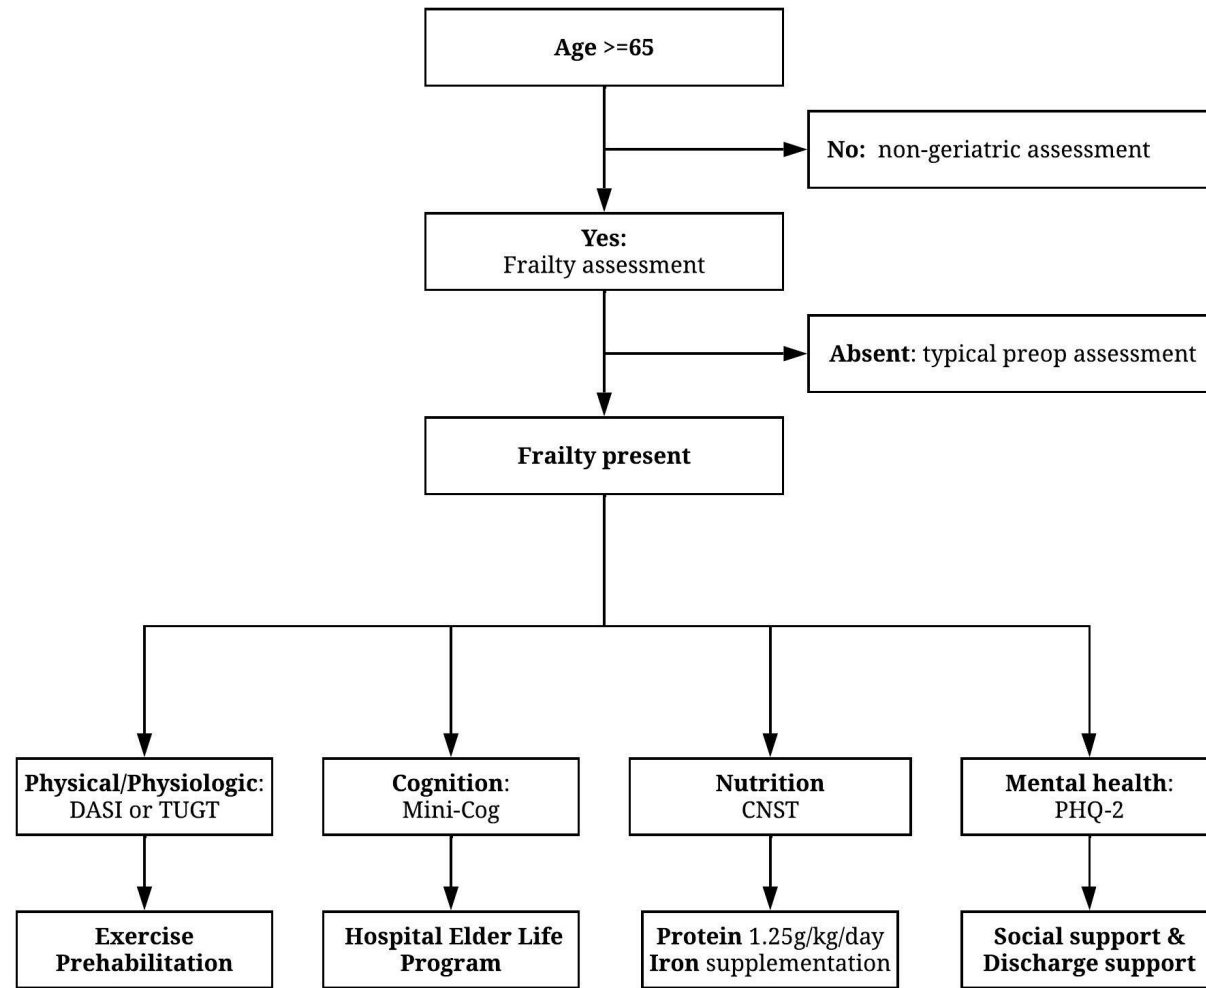 Age >=65
No: non-geriatric assessment
Yes:
Frailty assessment
Absent: typical preop assessment
Frailty present
Physical/Physiologic:
DASI or TUGT
Cognition:
Mini-Cog
Nutrition
CNST
Mental health:
PHQ-2
Exercise
Prehabilitation
Hospital Elder Life
Program
Protein 1.25g/kg/day
Iron supplementation
Social support &
Discharge support